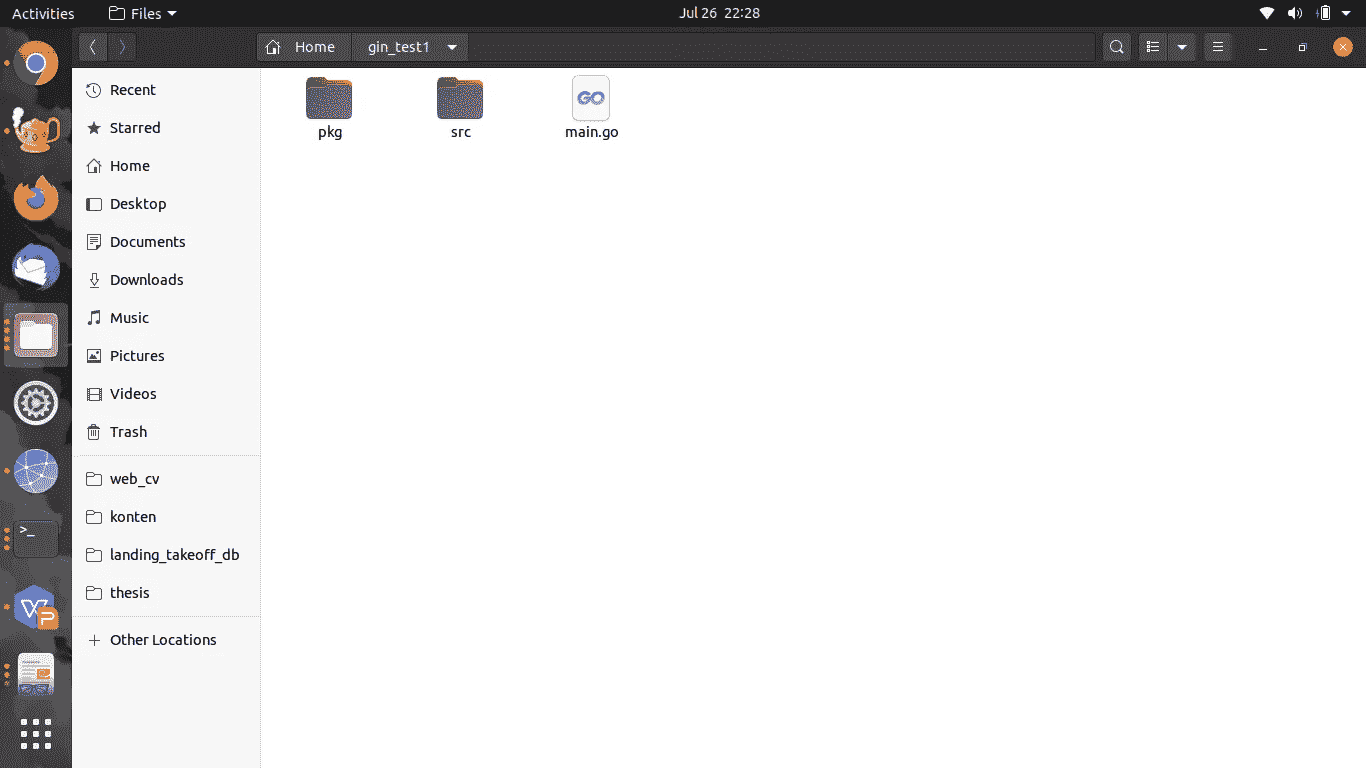 Activities Files Jul 26 22:28
Home gin_test1
Recent
Starred
Home
Desktop
Documents
Downloads
Music
Pictures
Videos
Trash
web_cv
konten
landing_takeoff_db
thesis
Other Locations
GO
pkg src main.go
>_
P